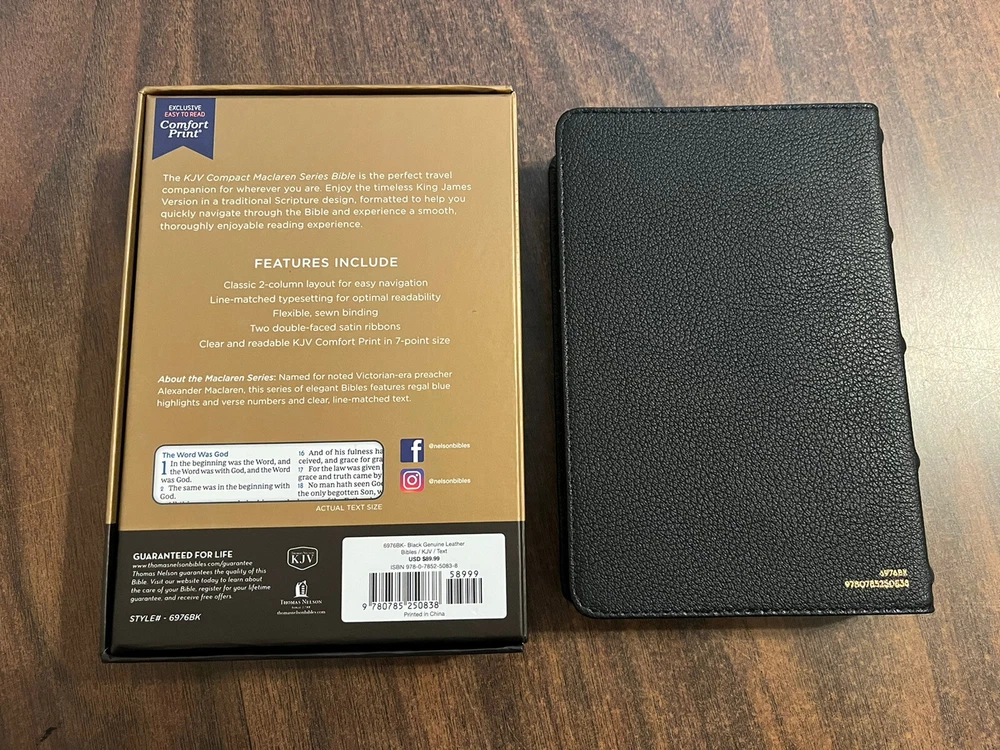 EXCLUSIVE
EASY TO READ
Comfort
Print®
The KJV Compact Maclaren Series Bible is the perfect travel
companion for wherever you are. Enjoy the timeless King James
Version in a traditional Scripture design, formatted to help you
quickly navigate through the Bible and experience a smooth,
thoroughly enjoyable reading experience.
FEATURES INCLUDE
Classic 2-column layout for easy navigation
Line-matched typesetting for optimal readability
Flexible, sewn binding
Two double-faced satin ribbons
Clear and readable KJV Comfort Print in 7-point size
About the Maclaren Series: Named for noted Victorian-era preacher
Alexander Maclaren, this series of elegant Bibles features regal blue
highlights and verse numbers and clear, line-matched text.
The Word Was God
1 In the beginning was the Word, and
the Word was with God, and the Word
was God.
2 The same was in the beginning with
God.
16 And of his fulness ha
ceived, and grace for gra
17 For the law was given
grace and truth came by
18 No man hath seen Go
the only begotten Son, w
ACTUAL TEXT SIZE
@nelsonbibles
@nelsonbibles
GUARANTEED FOR LIFE
www.thomasnelsonbibles.com/guarantee
Thomas Nelson guarantees the quality of this
Bible. Visit our website today to learn about
the care of your Bible, register for your lifetime
guarantee, and receive free offers.
STYLE# - 6976BK
KJV
THOMAS NELSON
SINCE 1798
thomasnelsonbibles.com
6976BK- Black Genuine Leather
Bibles / KJV / Text
USD $89.99
ISBN 978-0-7852-5083-8
58999
9 780785 250838
Printed in China
6976BK
9780785250838